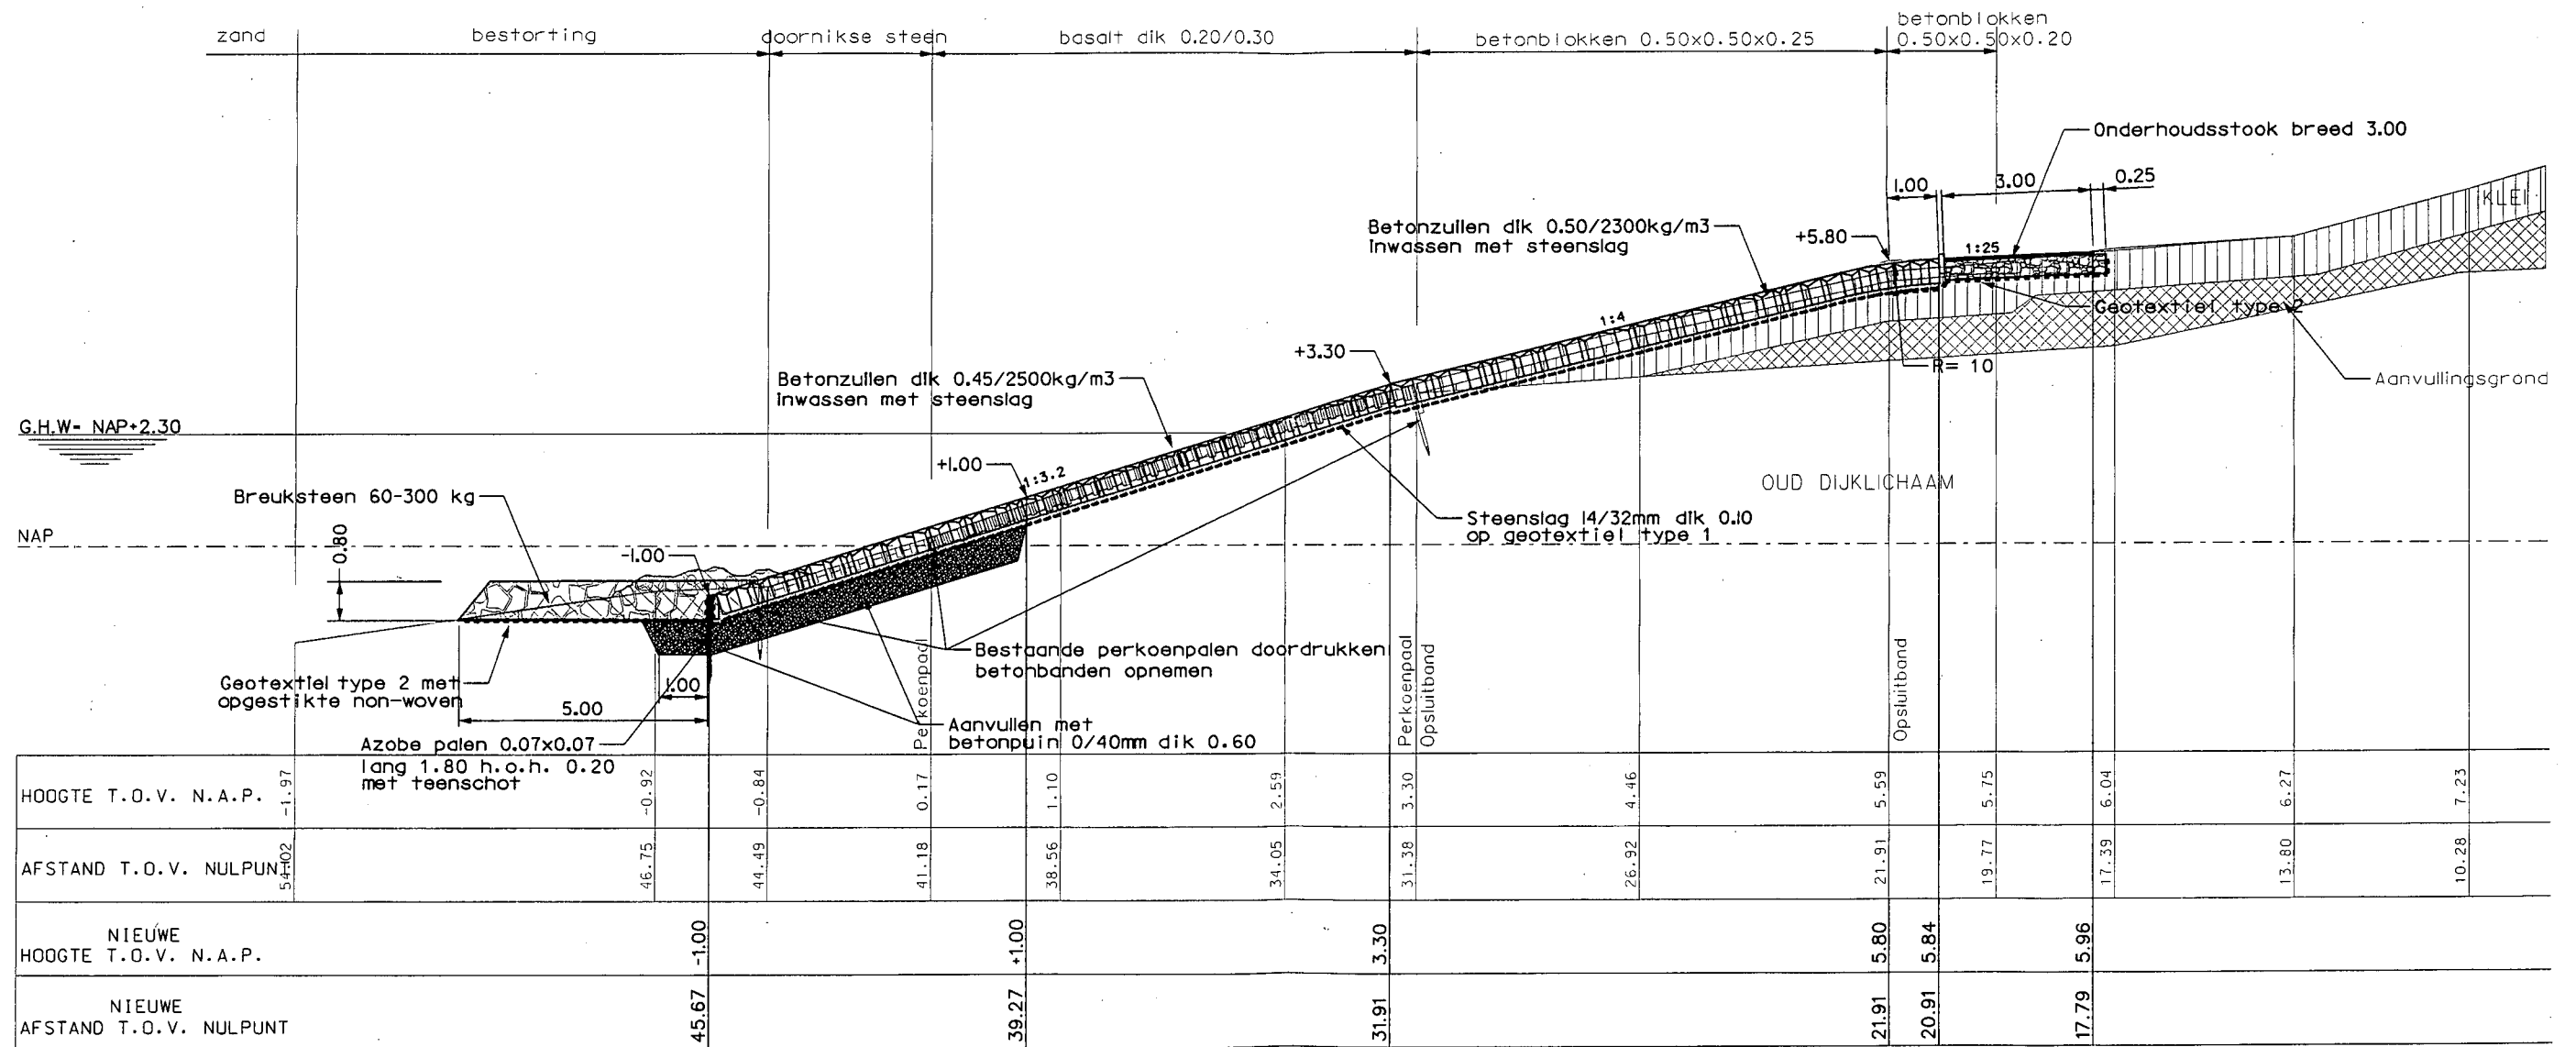 zand
bestorting
doornikse steen
basalt dik 0.20/0.30
betonblokken 0.50x0.50x0.25
betonblokken
0.50x0.50x0.20
Onderhoudsstook breed 3.00
1.00
3.00
0.25
KLEI
Betonzuilen dik 0.50/2300kg/m3
inwassen met steenslag
+5.80
1:25
Geotextiel type 2
1:4
+3.30
R= 10
Aanvullingsgrond
Betonzuilen dik 0.45/2500kg/m3
inwassen met steenslag
G.H.W= NAP+2.30
+1.00
1:3.2
OUD DIJKLICHAAM
Breuksteen 60-300 kg
Steenslag 14/32mm dik 0.10
op geotextiel type 1
NAP
0.80
-1.00
Bestaande perkoenpalen doordrukken
betonbanden opnemen
Geotextiel type 2 met
opgestikte non-woven
1.00
5.00
Aanvullen met
betonpuin 0/40mm dik 0.60
Azobe palen 0.07x0.07
lang 1.80 h.o.h. 0.20
met teenschot
Perkoenpaal
Perkoenpaal
Opsluitband
Opsluitband
HOOGTE T.O.V. N.A.P. -1.97 -0.92 -0.84 0.17 1.10 2.59 3.30 4.46 5.59 5.75 6.04 6.27 7.23
AFSTAND T.O.V. NULPUNT 54.02 46.75 44.49 41.18 38.56 34.05 31.38 26.92 21.91 19.77 17.39 13.80 10.28
NIEUWE
HOOGTE T.O.V. N.A.P. -1.00 +1.00 3.30 5.80 5.84 5.96
NIEUWE
AFSTAND T.O.V. NULPUNT 45.67 39.27 31.91 21.91 20.91 17.79